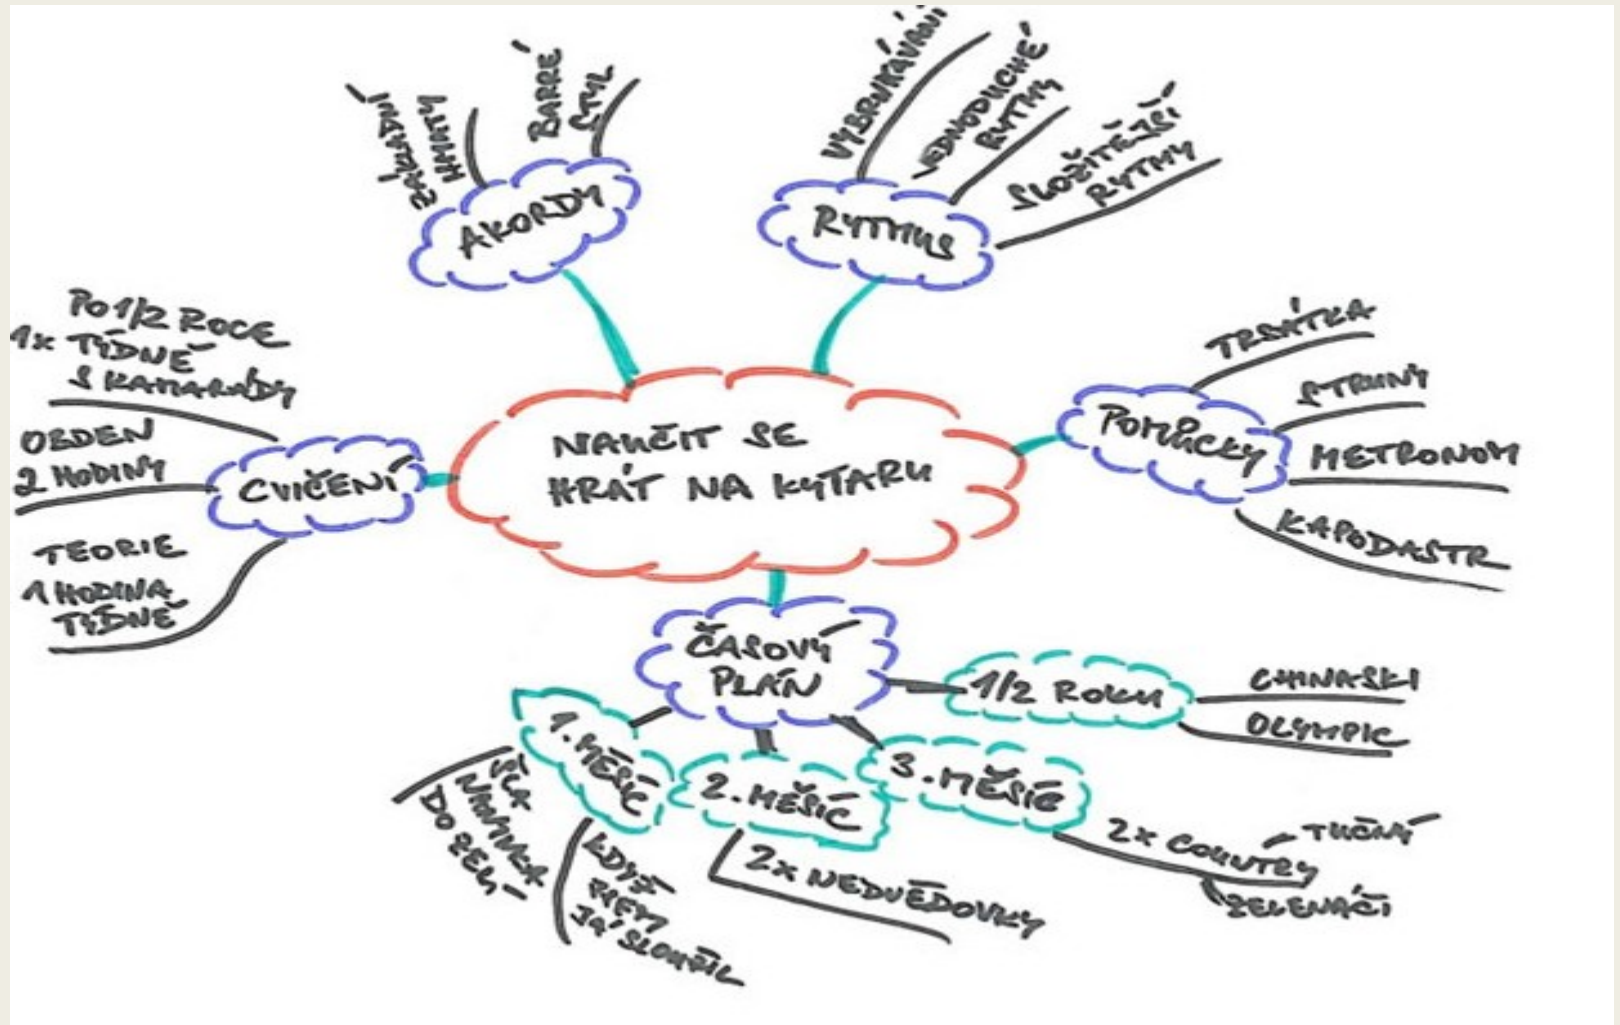 NAUČIT SE
HRÁT NA KYTARU
AKORDY
ZÁKLADNÍ
HMATY
BARRÉ
STYL
RYTMUS
VYBRNKÁVÁNÍ
JEDNODUCHÉ
RYTMY
SLOŽITĚJŠÍ
RYTMY
POMŮCKY
TRSÁTKA
STRUNY
METRONOM
KAPODASTR
ČASOVÝ
PLÁN
1/2 ROKU
CHINASKI
OLYMPIC
3. MĚSÍC
2x COUNTRY
TUČNÝ
ZELENÁČI
2. MĚSÍC
2x NEDVĚDOVKY
1. MĚSÍC
ŠLA
NANYNKA
DO ZELÍ
KDYŽ
JSEM
JÁ SLOUŽIL
CVIČENÍ
PO 1/2 ROCE
1x TÝDNĚ
S KAMARÁDY
OBDEN
2 HODINY
TEORIE
1 HODINA
TÝDNĚ